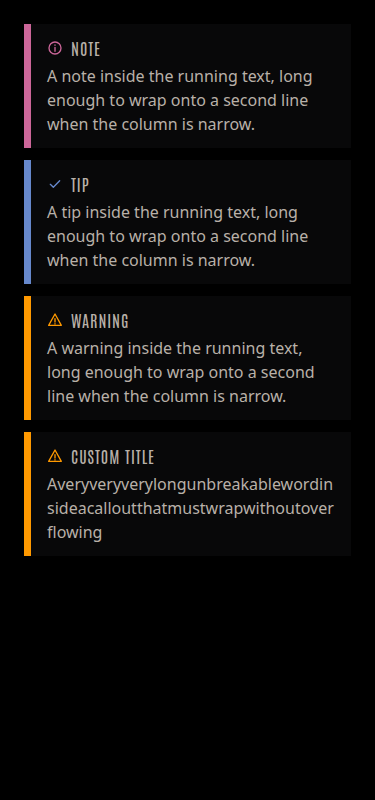 NOTE
A note inside the running text, long
enough to wrap onto a second line
when the column is narrow.
TIP
A tip inside the running text, long
enough to wrap onto a second line
when the column is narrow.
WARNING
A warning inside the running text,
long enough to wrap onto a second
line when the column is narrow.
CUSTOM TITLE
Averyveryverylongunbreakablewordin
sideacalloutthatmustwrapwithoutover
flowing